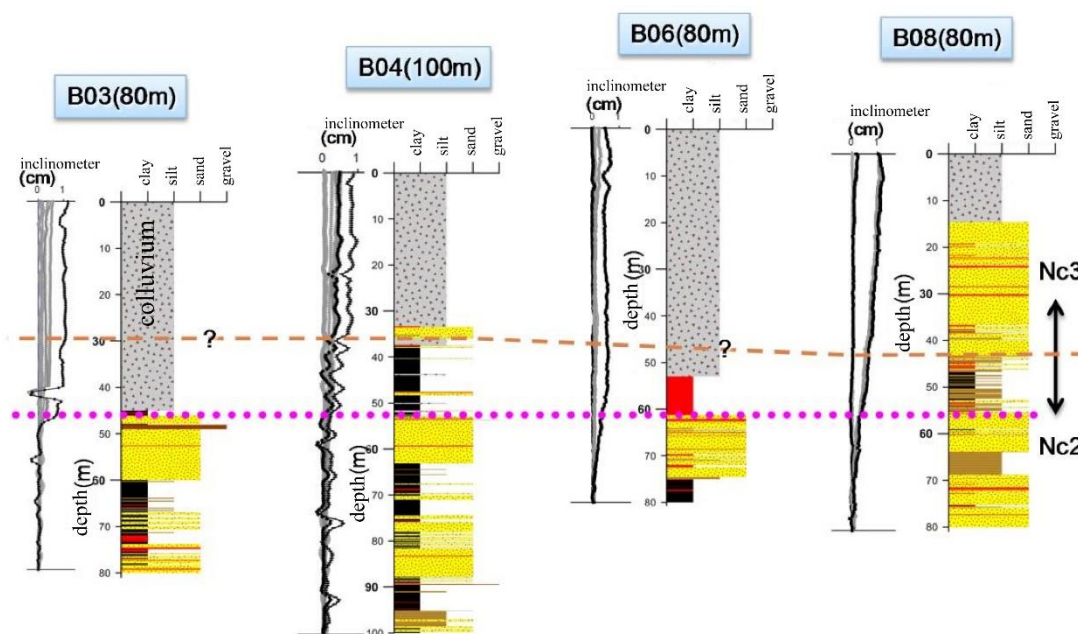 B03(80m)
inclinometer
(cm)
0 1
clay
silt
sand
gravel
0
10
20
30
40
50
60
70
80
depth(m)
colluvium
?
B04(100m)
inclinometer
(cm)
0 1
clay
silt
sand
gravel
0
10
20
30
40
50
60
70
80
90
100
depth(m)
B06(80m)
inclinometer
(cm)
0 1
clay
silt
sand
gravel
0
10
20
30
40
50
60
70
80
depth(m)
?
B08(80m)
inclinometer
(cm)
0 1
clay
silt
sand
gravel
0
10
20
30
40
50
60
70
80
depth(m)
Nc3
Nc2